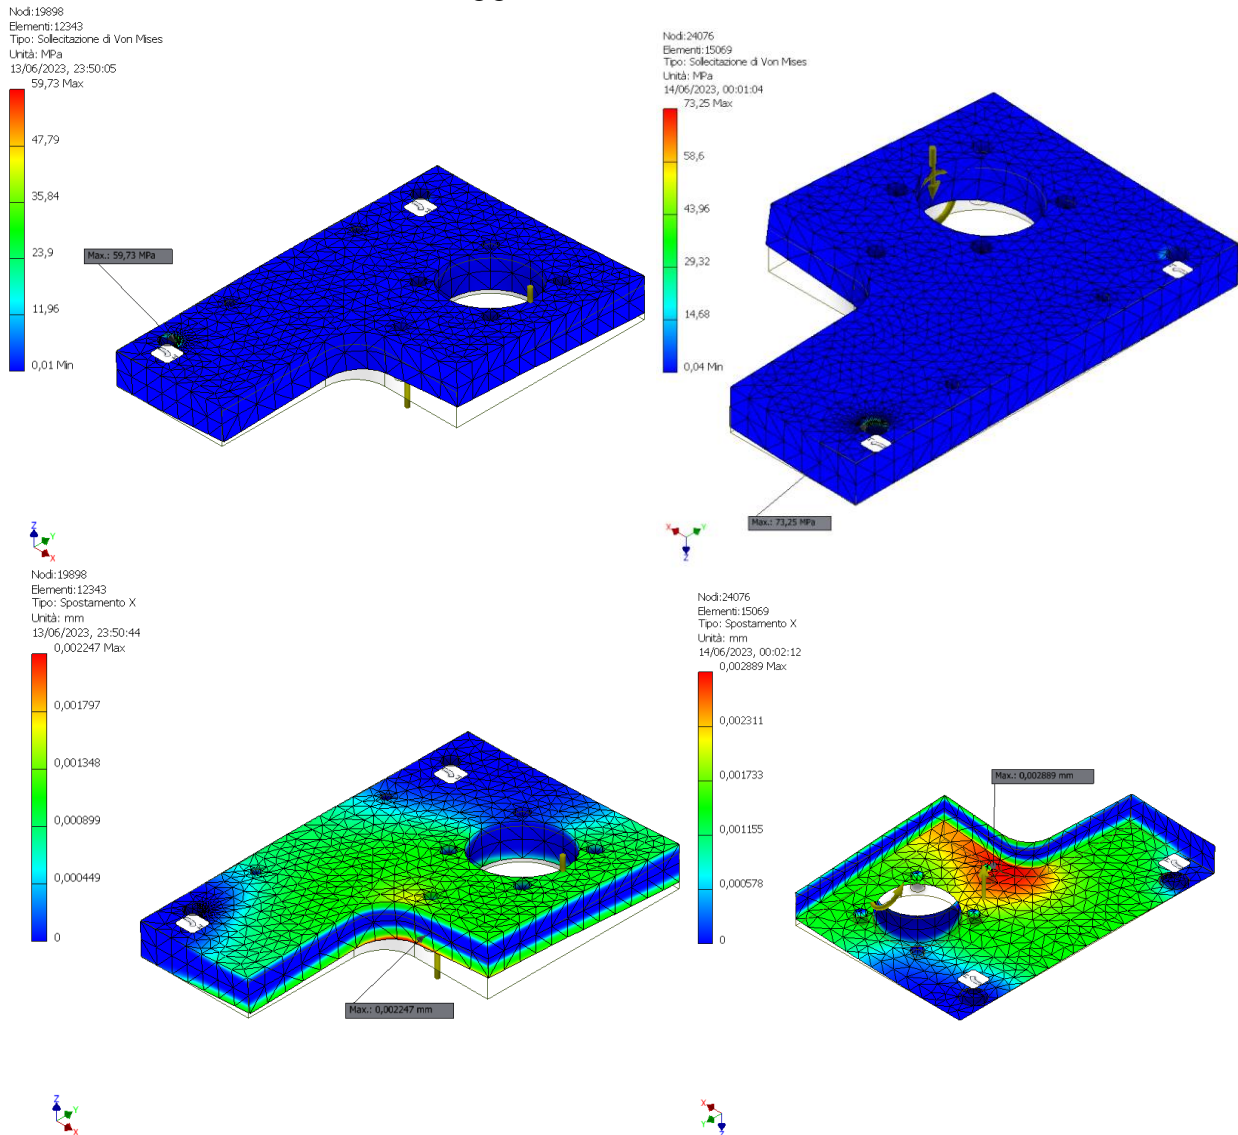 Nodi:19898
Elementi:12343
Tipo: Sollecitazione di Von Mises
Unità: MPa
13/06/2023, 23:50:05
59,73 Max
47,79
35,84
23,9
11,96
0,01 Min
Max.: 59,73 MPa
Z
Y
X
Nodi:24076
Elementi:15069
Tipo: Sollecitazione di Von Mises
Unità: MPa
14/06/2023, 00:01:04
73,25 Max
58,6
43,96
29,32
14,68
0,04 Min
Max.: 73,25 MPa
X
Y
Z
Nodi:19898
Elementi:12343
Tipo: Spostamento X
Unità: mm
13/06/2023, 23:50:44
0,002247 Max
0,001797
0,001348
0,000899
0,000449
0
Max.: 0,002247 mm
Z
Y
X
Nodi:24076
Elementi:15069
Tipo: Spostamento X
Unità: mm
14/06/2023, 00:02:12
0,002889 Max
0,002311
0,001733
0,001155
0,000578
0
Max.: 0,002889 mm
X
Y
Z